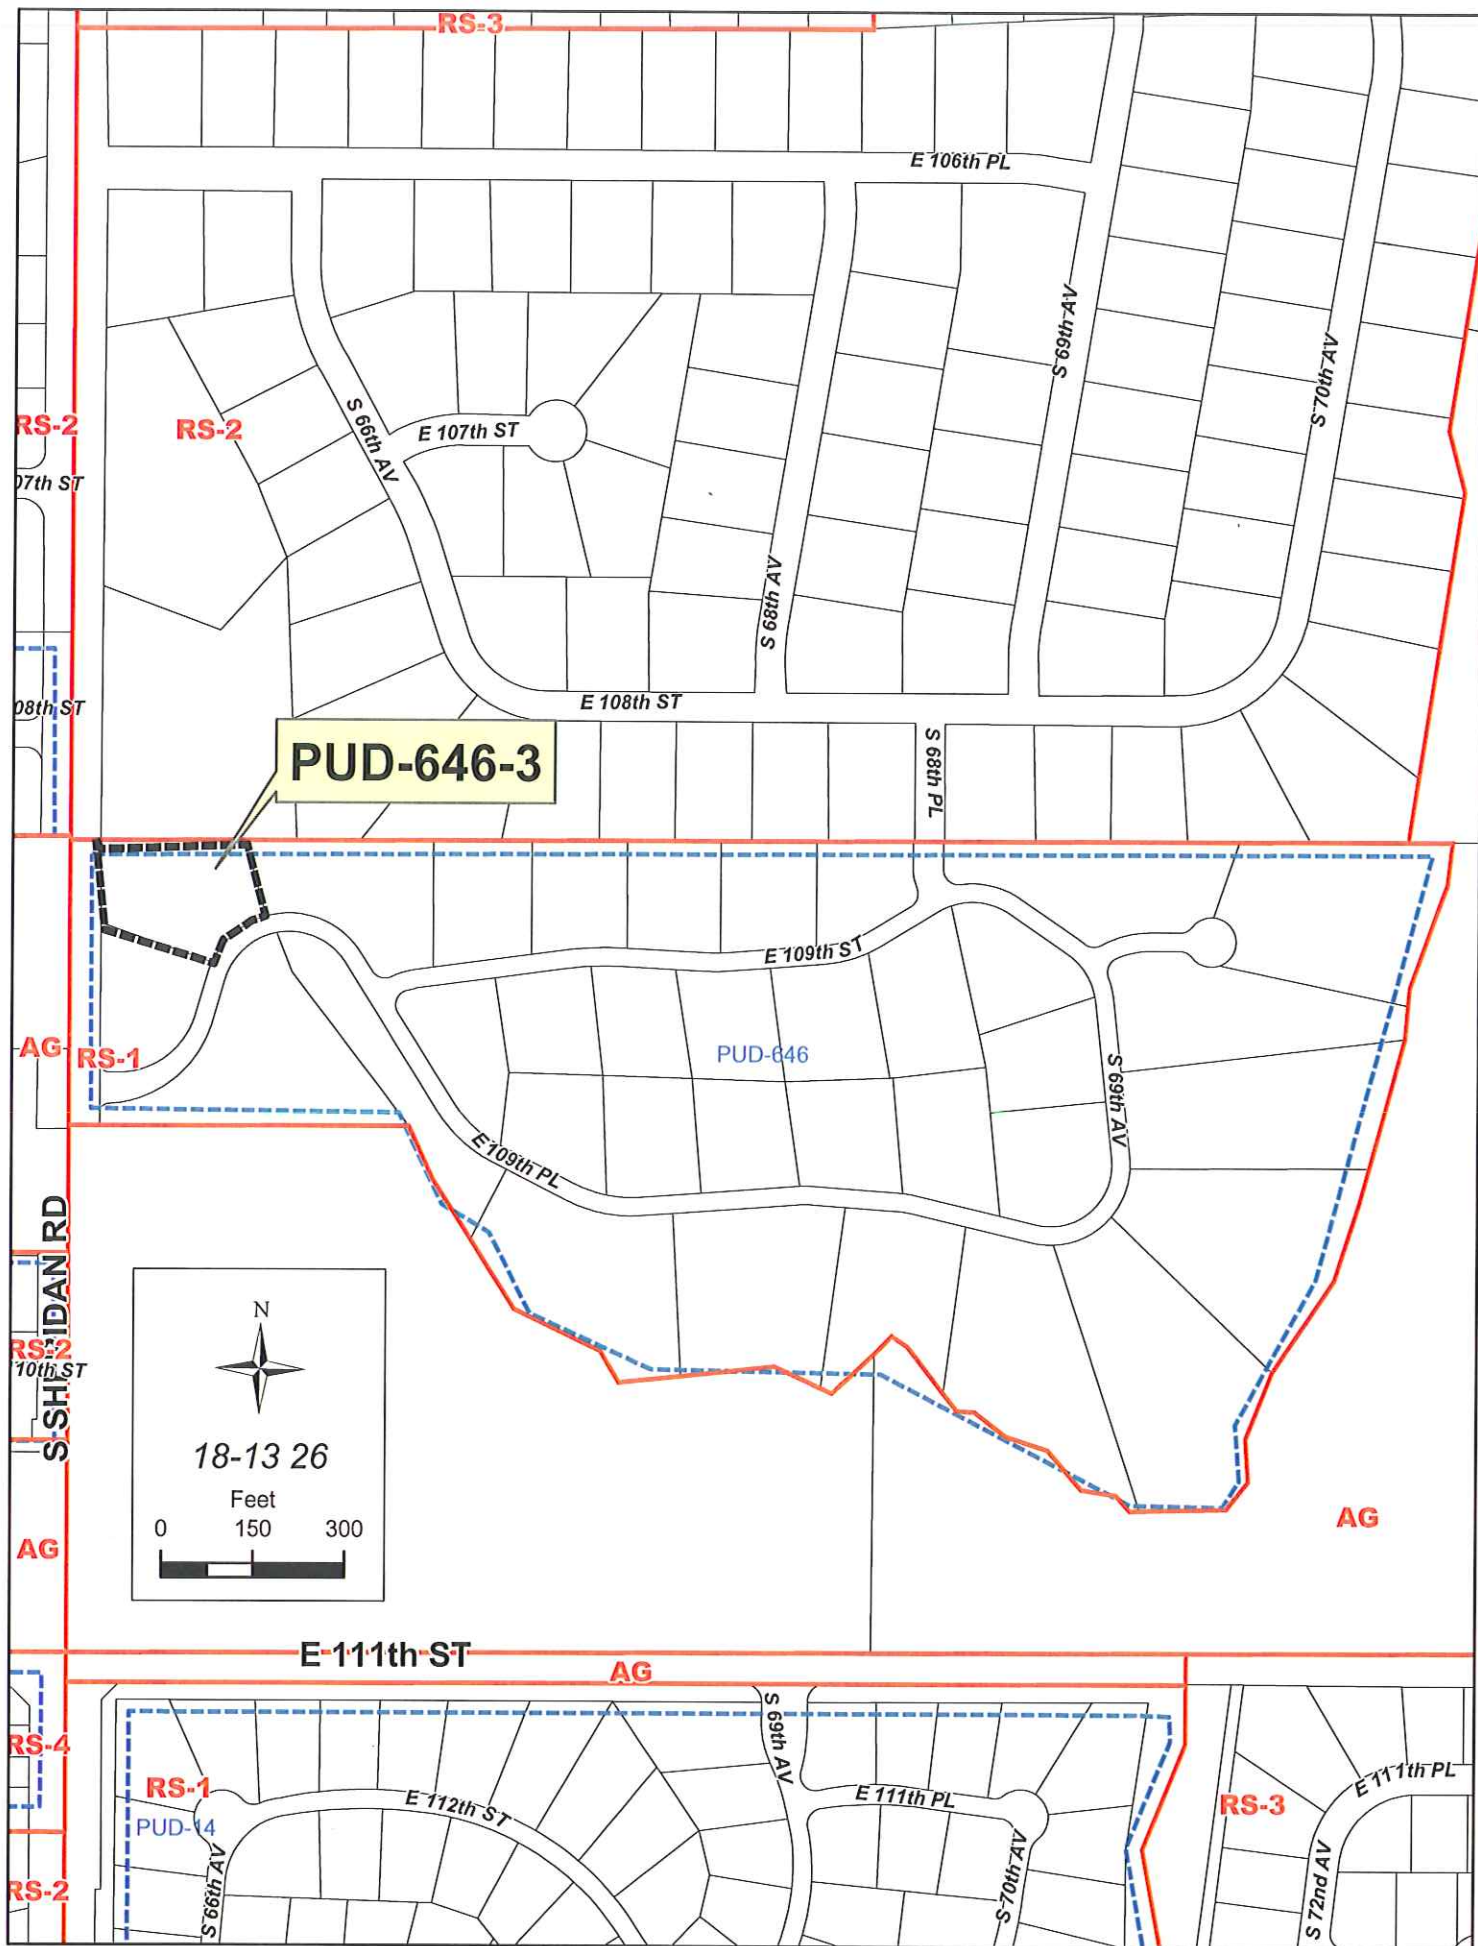 RS-3
E 106th PL
S 69th AV
S 70th AV
RS-2
RS-2
S 66th AV
E 107th ST
07th ST
S 68th AV
E 108th ST
08th ST
PUD-646-3
S 68th PL
E 109th ST
AG
RS-1
PUD-646
S 69th AV
E 109th PL
S SHERIDAN RD
RS-2
10th ST
N
18-13 26
Feet
0 150 300
AG
AG
E 111th ST
AG
RS-4
RS-1
PUD-14
E 112th ST
S 69th AV
E 111th PL
RS-3
E 111th PL
RS-2
S 66th AV
S 70th AV
S 72nd AV